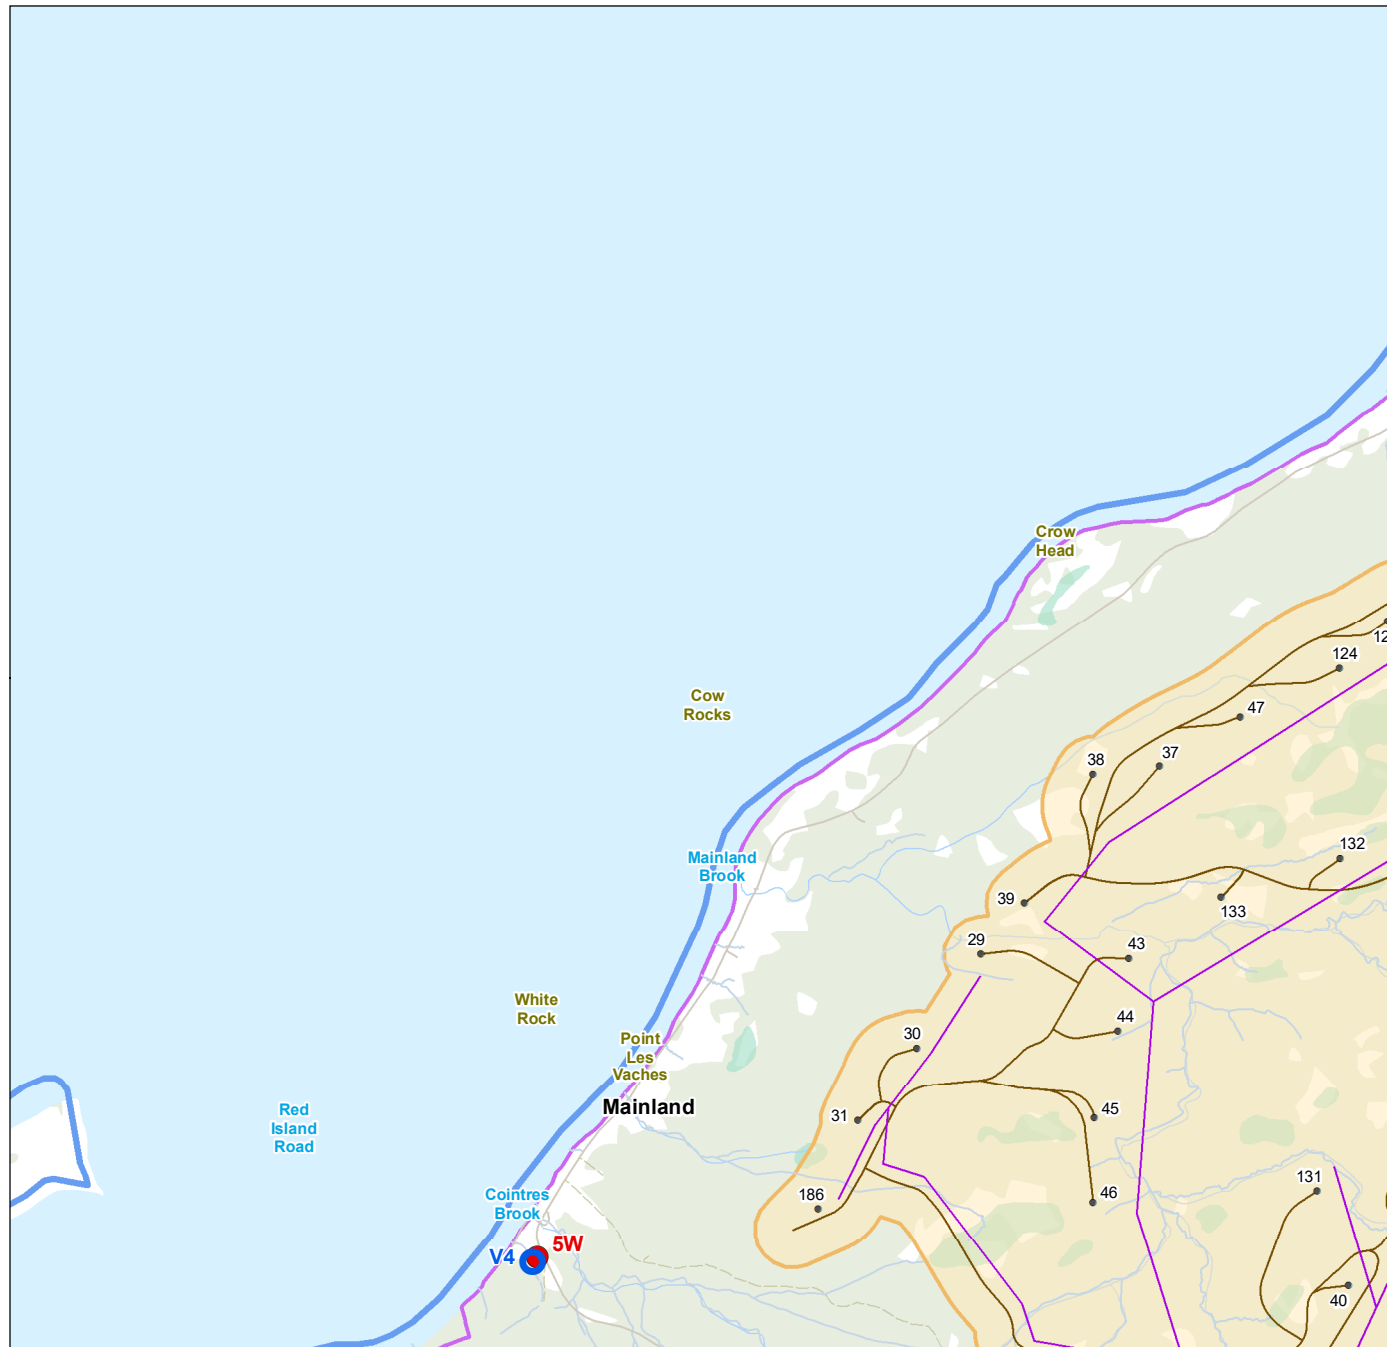 Crow
Head
12
124
Cow
Rocks
47
37
38
Mainland
Brook
132
39
133
29
43
White
Rock
44
30
Point
Les
Vaches
Mainland
Red
Island
Road
31
45
131
Cointres
Brook
186
46
5W
V4
40